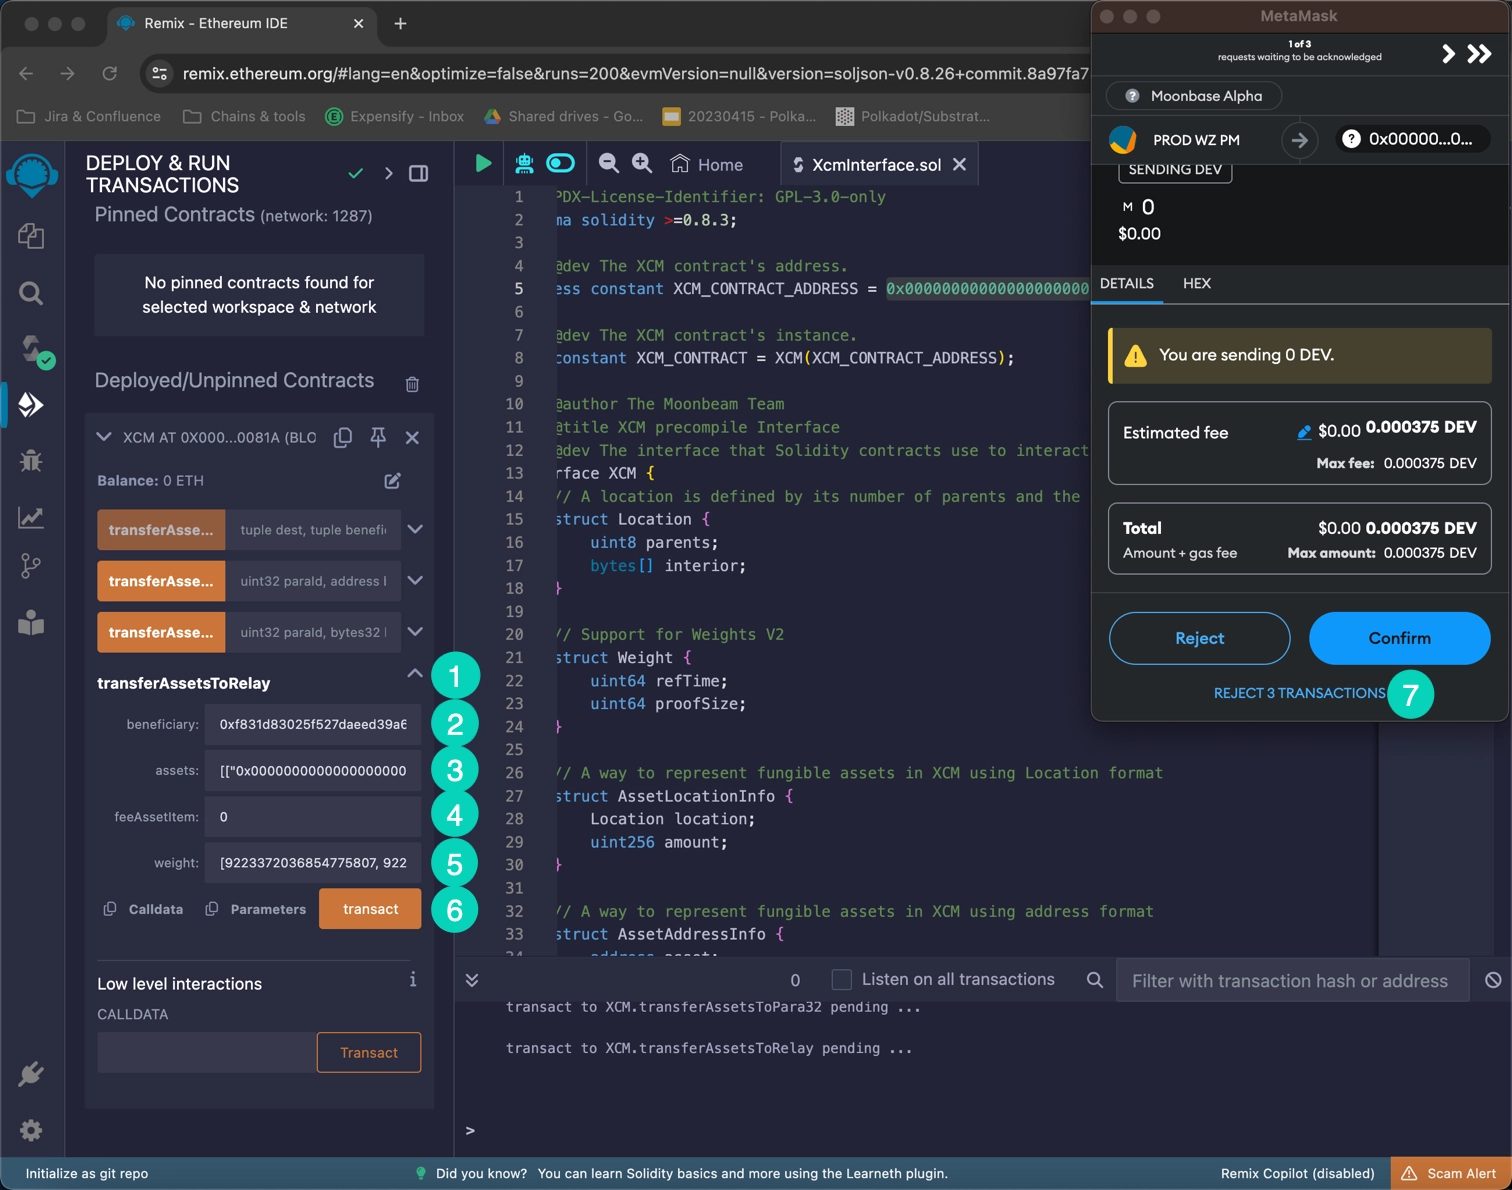 Remix - Ethereum IDE
remix.ethereum.org/#lang=en&optimize=false&runs=200&evmVersion=null&version=soljson-v0.8.26+commit.8a97fa7
Jira & Confluence
Chains & tools
Expensify - Inbox
Shared drives - Go...
20230415 - Polka...
Polkadot/Substrat...
DEPLOY & RUN
TRANSACTIONS
Pinned Contracts (network: 1287)
No pinned contracts found for
selected workspace & network
Deployed/Unpinned Contracts
XCM AT 0X000...0081A (BLO
Balance: 0 ETH
transferAsse... tuple dest, tuple benefi
transferAsse... uint32 paraId, address
transferAsse... uint32 paraId, bytes32
transferAssetsToRelay
1
beneficiary: 0xf831d83025f527daeed39a6
2
assets: [["0x0000000000000000000
3
feeAssetItem: 0
4
weight: [9223372036854775807, 922
5
Calldata
Parameters
transact
6
Low level interactions
i
CALLDATA
Transact
Home
XcmInterface.sol
1 PDX-License-Identifier: GPL-3.0-only
2 ma solidity >=0.8.3;
3
4 @dev The XCM contract's address.
5 ess constant XCM_CONTRACT_ADDRESS = 0x00000000000000000000
6
7 @dev The XCM contract's instance.
8 constant XCM_CONTRACT = XCM(XCM_CONTRACT_ADDRESS);
9
10 @author The Moonbeam Team
11 @title XCM precompile Interface
12 @dev The interface that Solidity contracts use to interact
13 rface XCM {
14 // A location is defined by its number of parents and the
15 struct Location {
16 uint8 parents;
17 bytes[] interior;
18 }
19
20 // Support for Weights V2
21 struct Weight {
22 uint64 refTime;
23 uint64 proofSize;
24 }
25
26 // A way to represent fungible assets in XCM using Location format
27 struct AssetLocationInfo {
28 Location location;
29 uint256 amount;
30 }
31
32 // A way to represent fungible assets in XCM using address format
33 struct AssetAddressInfo {
34 address asset;
0
Listen on all transactions
Filter with transaction hash or address
transact to XCM.transferAssetsToPara32 pending ...
transact to XCM.transferAssetsToRelay pending ...
>
MetaMask
1 of 3
requests waiting to be acknowledged
Moonbase Alpha
PROD WZ PM
0x00000...0...
SENDING DEV
M 0
$0.00
DETAILS
HEX
You are sending 0 DEV.
Estimated fee
$0.00 0.000375 DEV
Max fee: 0.000375 DEV
Total
$0.00 0.000375 DEV
Amount + gas fee
Max amount: 0.000375 DEV
Reject
Confirm
REJECT 3 TRANSACTIONS
7
Initialize as git repo
Did you know? You can learn Solidity basics and more using the Learneth plugin.
Remix Copilot (disabled)
Scam Alert